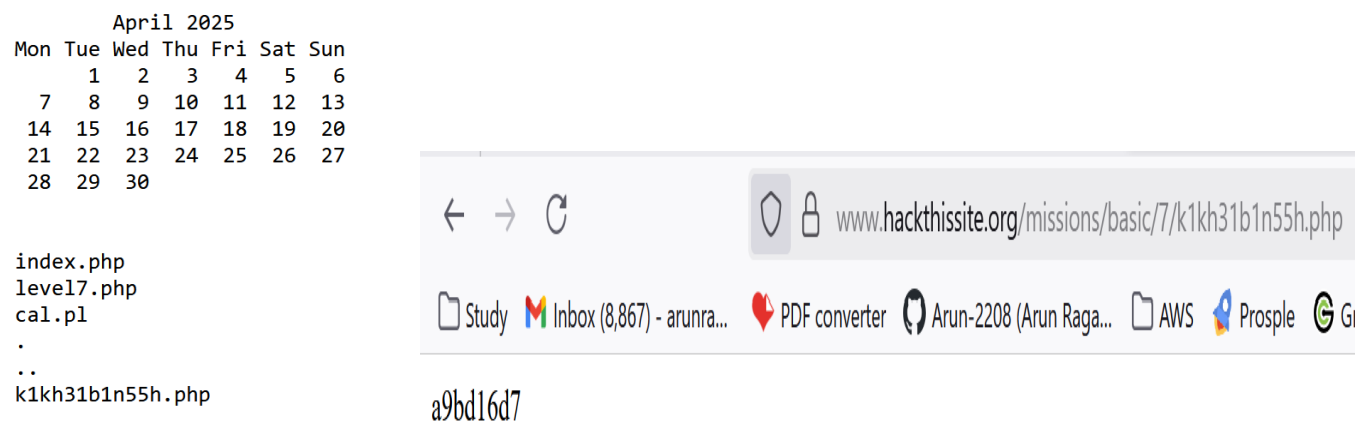 April 2025
Mon Tue Wed Thu Fri Sat Sun
1 2 3 4 5 6
7 8 9 10 11 12 13
14 15 16 17 18 19 20
21 22 23 24 25 26 27
28 29 30
index.php
level7.php
cal.pl
.
..
k1kh31b1n55h.php
www.hackthissite.org/missions/basic/7/k1kh31b1n55h.php
Study Inbox (8,867) - arunra... PDF converter Arun-2208 (Arun Raga... AWS Prosple
a9bd16d7